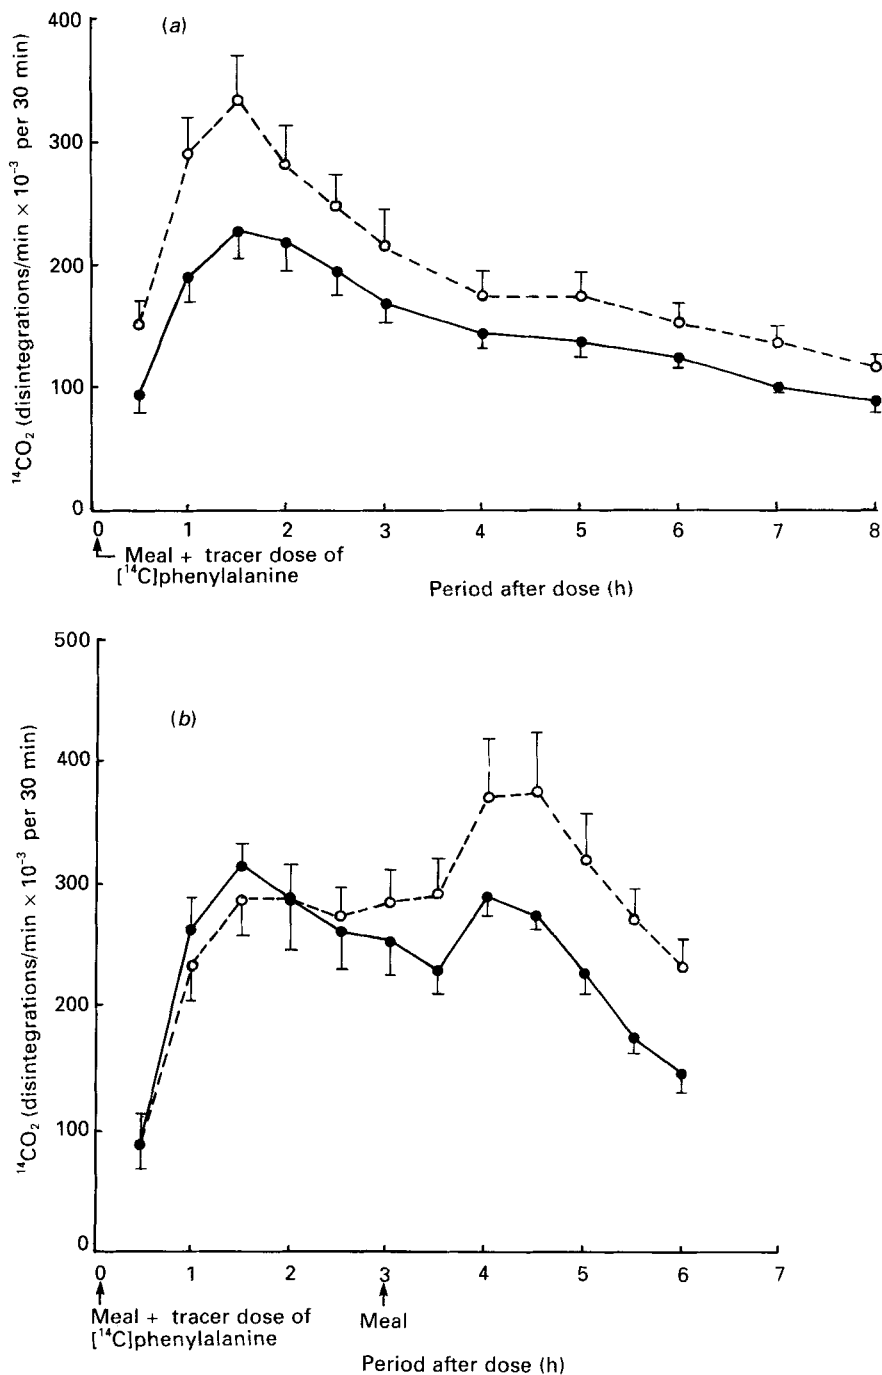 400
(a)
300
200
100
0
¹⁴CO₂ (disintegrations/min × 10⁻³ per 30 min)
0 1 2 3 4 5 6 7 8
Meal + tracer dose of
[¹⁴C]phenylalanine
Period after dose (h)
500
(b)
400
300
200
100
0
¹⁴CO₂ (disintegrations/min × 10⁻³ per 30 min)
0 1 2 3 4 5 6 7
Meal + tracer dose of
[¹⁴C]phenylalanine
Meal
Period after dose (h)